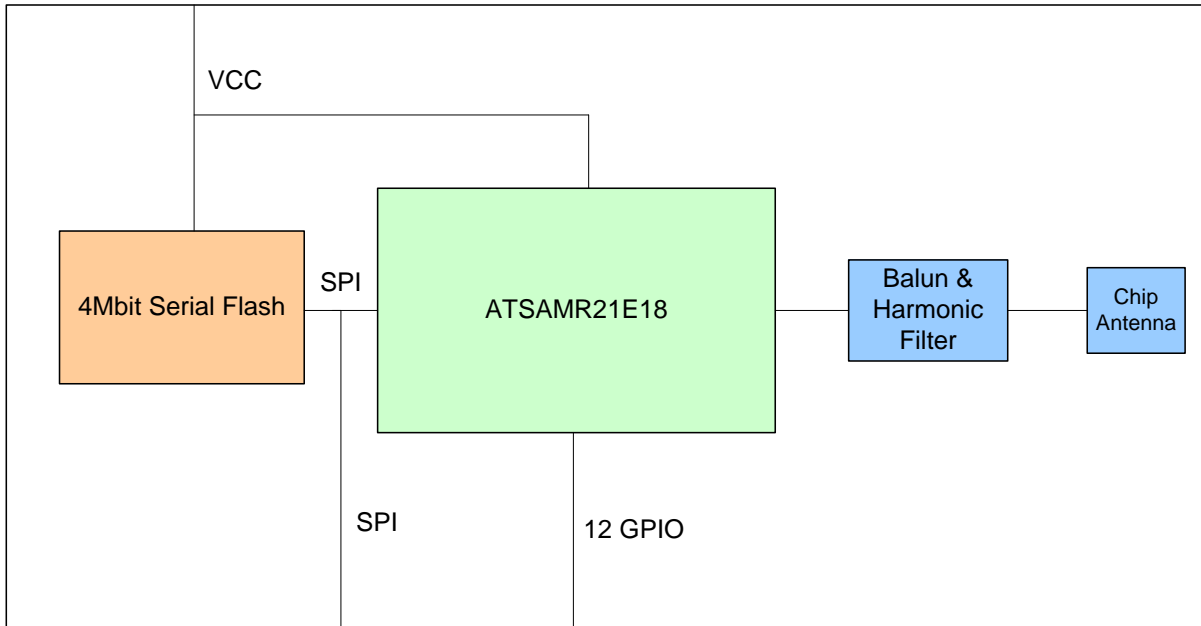 VCC
4Mbit Serial Flash
SPI
ATSAMR21E18
Balun &
Harmonic
Filter
Chip
Antenna
SPI
12 GPIO